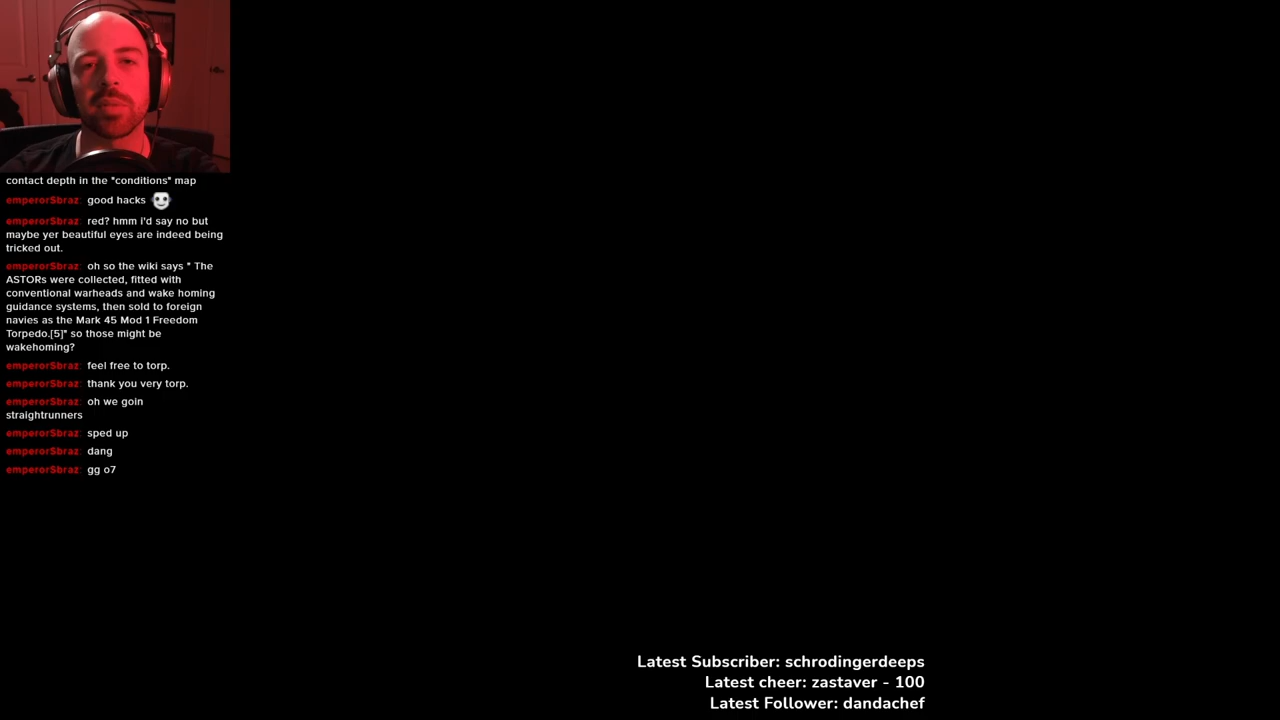 contact depth in the "conditions" map
emperorSbraz: good hacks
emperorSbraz: red? hmm i'd say no but
maybe yer beautiful eyes are indeed being
tricked out.
emperorSbraz: oh so the wiki says " The
ASTORs were collected, fitted with
conventional warheads and wake homing
guidance systems, then sold to foreign
navies as the Mark 45 Mod 1 Freedom
Torpedo.[5]" so those might be
wakehoming?
emperorSbraz: feel free to torp.
emperorSbraz: thank you very torp.
emperorSbraz: oh we goin
straightrunners
emperorSbraz: sped up
emperorSbraz: dang
emperorSbraz: gg o7
Latest Subscriber: schrodingerdeeps
Latest cheer: zastaver - 100
Latest Follower: dandachef